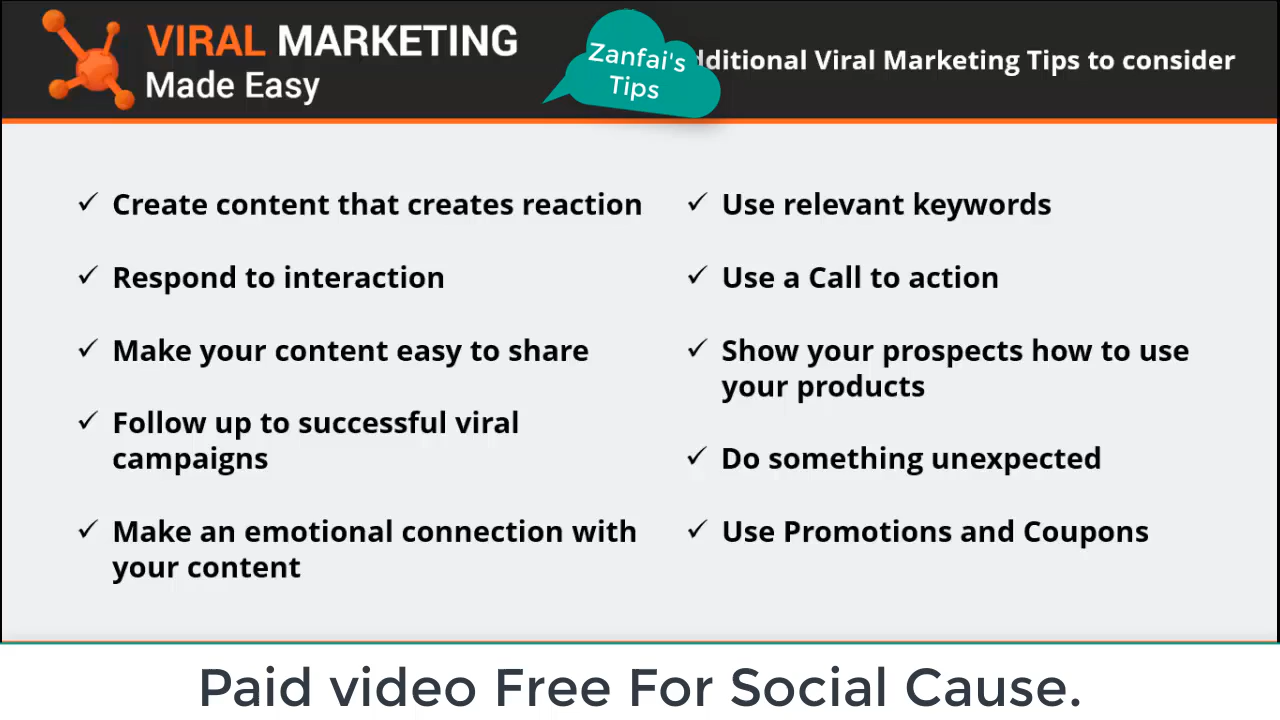 VIRAL MARKETING
Made Easy
Zanfai's
Tips
dditional Viral Marketing Tips to consider
✓ Create content that creates reaction
✓ Respond to interaction
✓ Make your content easy to share
✓ Follow up to successful viral
campaigns
✓ Make an emotional connection with
your content
✓ Use relevant keywords
✓ Use a Call to action
✓ Show your prospects how to use
your products
✓ Do something unexpected
✓ Use Promotions and Coupons
Paid video Free For Social Cause.